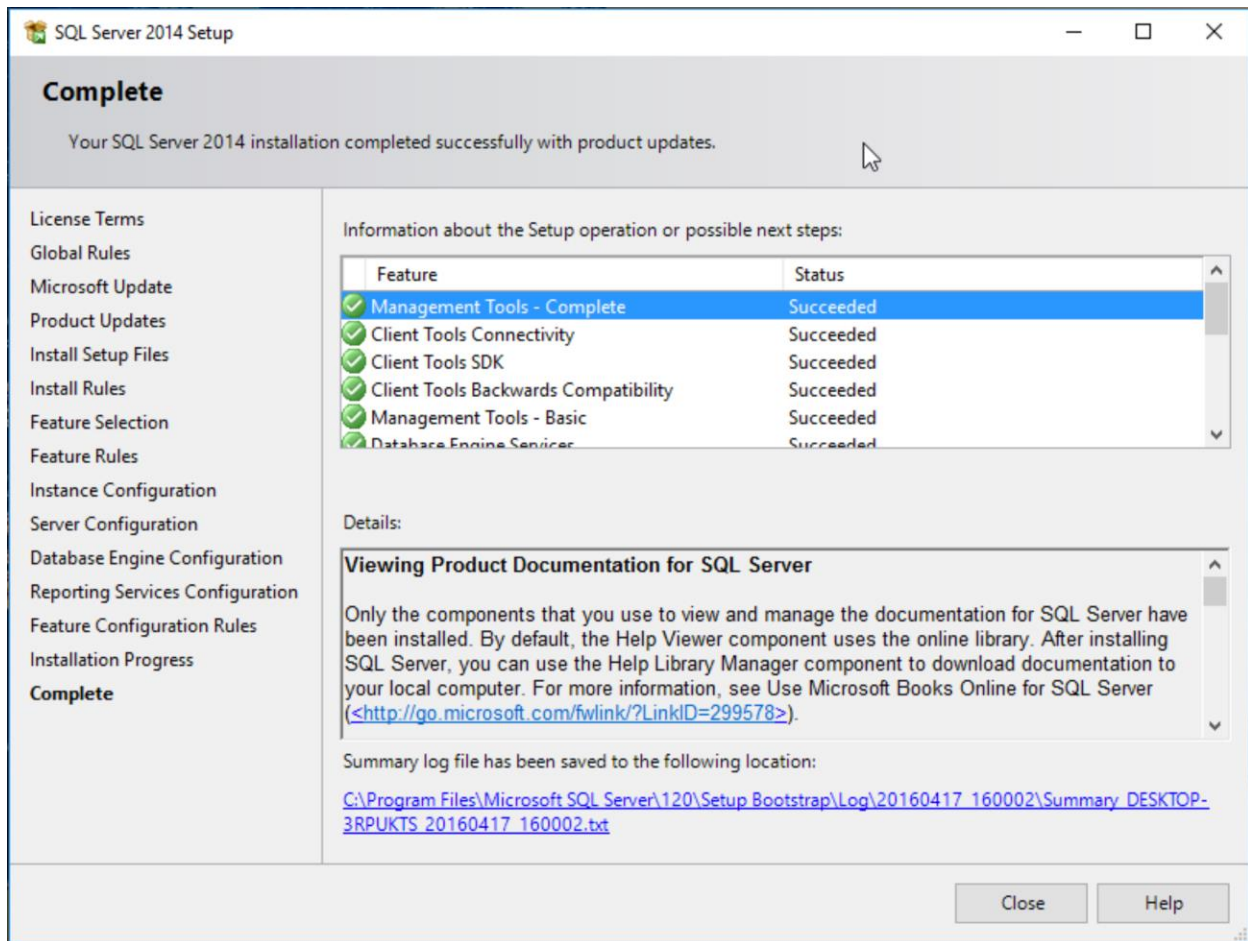 SQL Server 2014 Setup
Complete
Your SQL Server 2014 installation completed successfully with product updates.
License Terms
Global Rules
Microsoft Update
Product Updates
Install Setup Files
Install Rules
Feature Selection
Feature Rules
Instance Configuration
Server Configuration
Database Engine Configuration
Reporting Services Configuration
Feature Configuration Rules
Installation Progress
Complete
Information about the Setup operation or possible next steps:
Feature Status
Management Tools - Complete Succeeded
Client Tools Connectivity Succeeded
Client Tools SDK Succeeded
Client Tools Backwards Compatibility Succeeded
Management Tools - Basic Succeeded
Database Engine Services Succeeded
Details:
Viewing Product Documentation for SQL Server
Only the components that you use to view and manage the documentation for SQL Server have
been installed. By default, the Help Viewer component uses the online library. After installing
SQL Server, you can use the Help Library Manager component to download documentation to
your local computer. For more information, see Use Microsoft Books Online for SQL Server
(<http://go.microsoft.com/fwlink/?LinkID=299578>).
Summary log file has been saved to the following location:
C:\Program Files\Microsoft SQL Server\120\Setup Bootstrap\Log\20160417_160002\Summary_DESKTOP-
3RPUKTS_20160417_160002.txt
Close Help